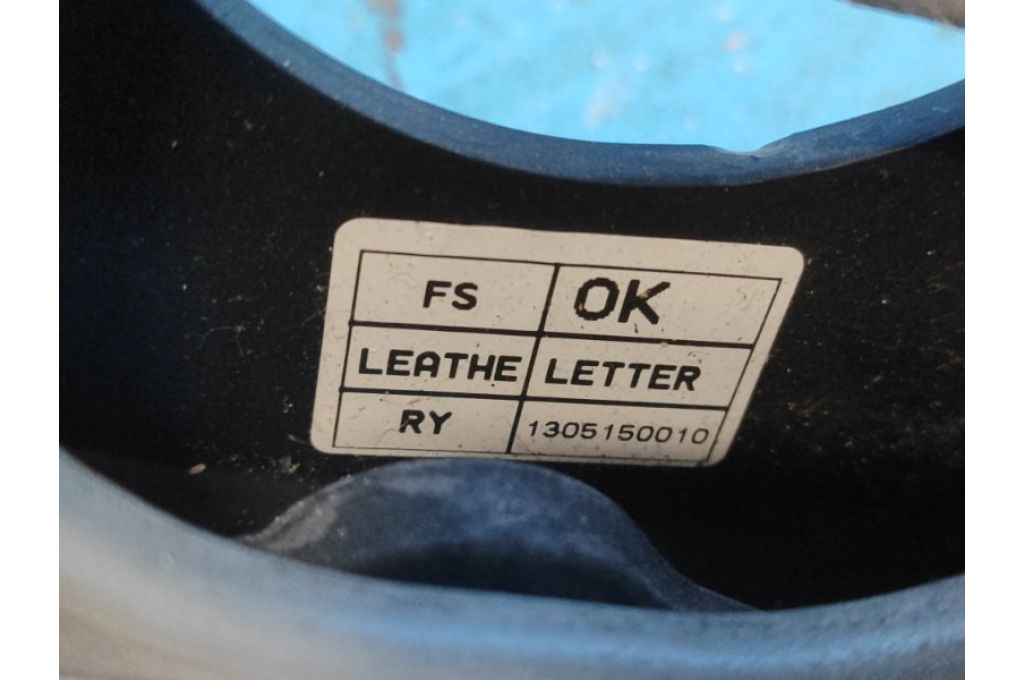 FS OK
LEATHE LETTER
RY 1305150010